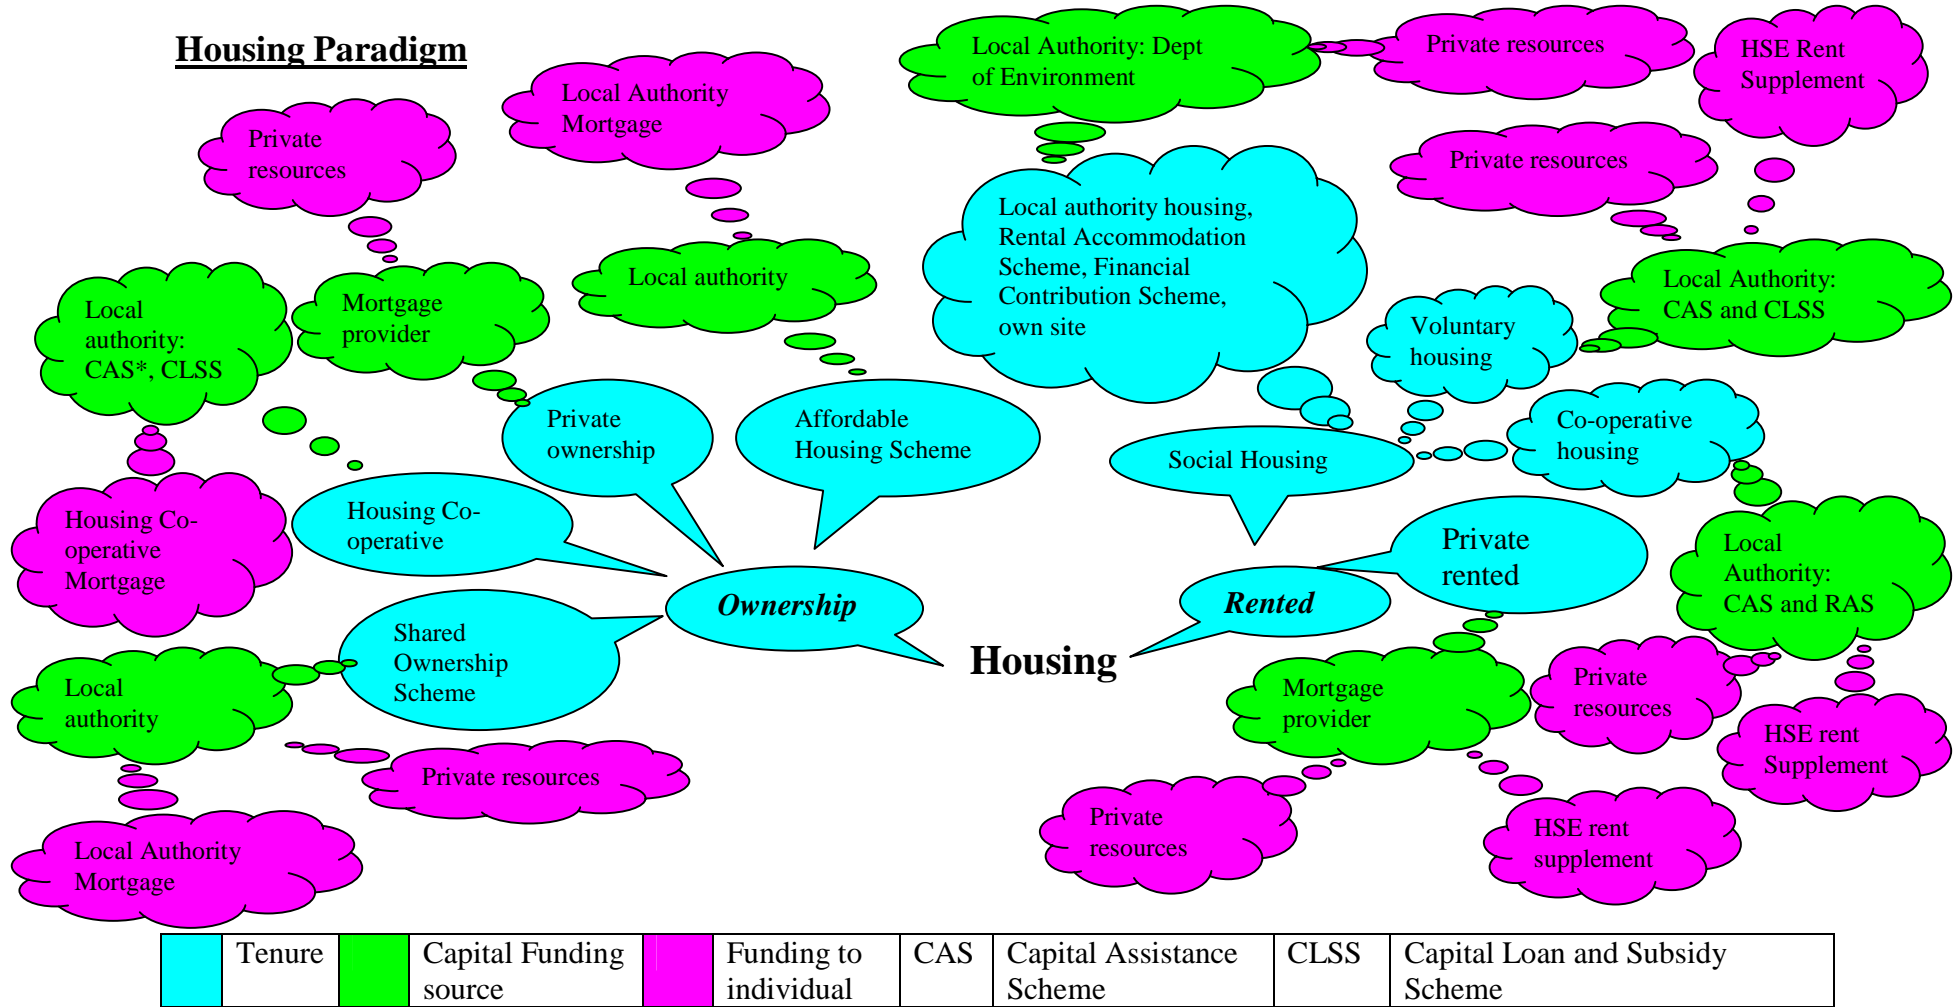 Housing Paradigm
Private
resources
Local Authority
Mortgage
Local Authority: Dept
of Environment
Private resources
HSE Rent
Supplement
Private resources
Local authority housing,
Rental Accommodation
Scheme, Financial
Contribution Scheme,
own site
Local
authority:
CAS*, CLSS
Mortgage
provider
Local authority
Voluntary
housing
Local Authority:
CAS and CLSS
Private
ownership
Affordable
Housing Scheme
Social Housing
Co-operative
housing
Housing Co-
operative
Mortgage
Housing Co-
operative
Private
rented
Local
Authority:
CAS and RAS
Ownership
Rented
Shared
Ownership
Scheme
Housing
Local
authority
Mortgage
provider
Private
resources
HSE rent
Supplement
Private resources
Private
resources
HSE rent
supplement
Local Authority
Mortgage
Tenure
Capital Funding
source
Funding to
individual
CAS
Capital Assistance
Scheme
CLSS
Capital Loan and Subsidy
Scheme